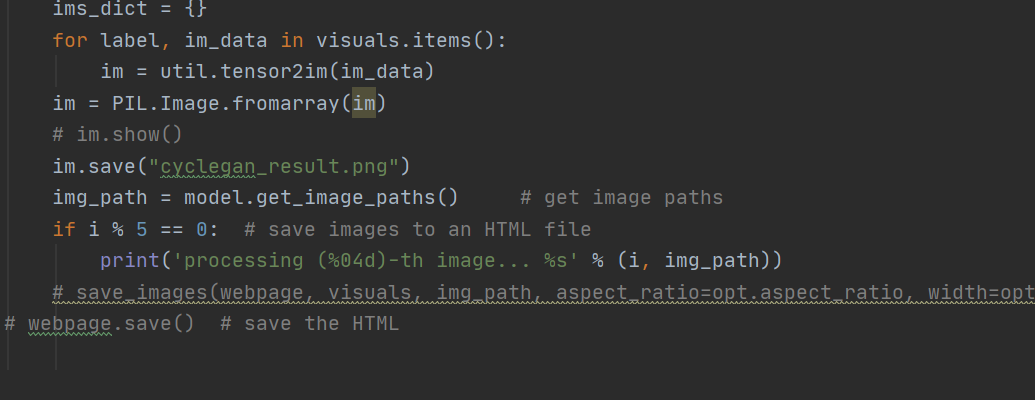 ims_dict = {}
for label, im_data in visuals.items():
im = util.tensor2im(im_data)
im = PIL.Image.fromarray(im)
# im.show()
im.save("cyclegan_result.png")
img_path = model.get_image_paths()     # get image paths
if i % 5 == 0:  # save images to an HTML file
print('processing (%04d)-th image... %s' % (i, img_path))
# save_images(webpage, visuals, img_path, aspect_ratio=opt.aspect_ratio, width=opt
# webpage.save()  # save the HTML